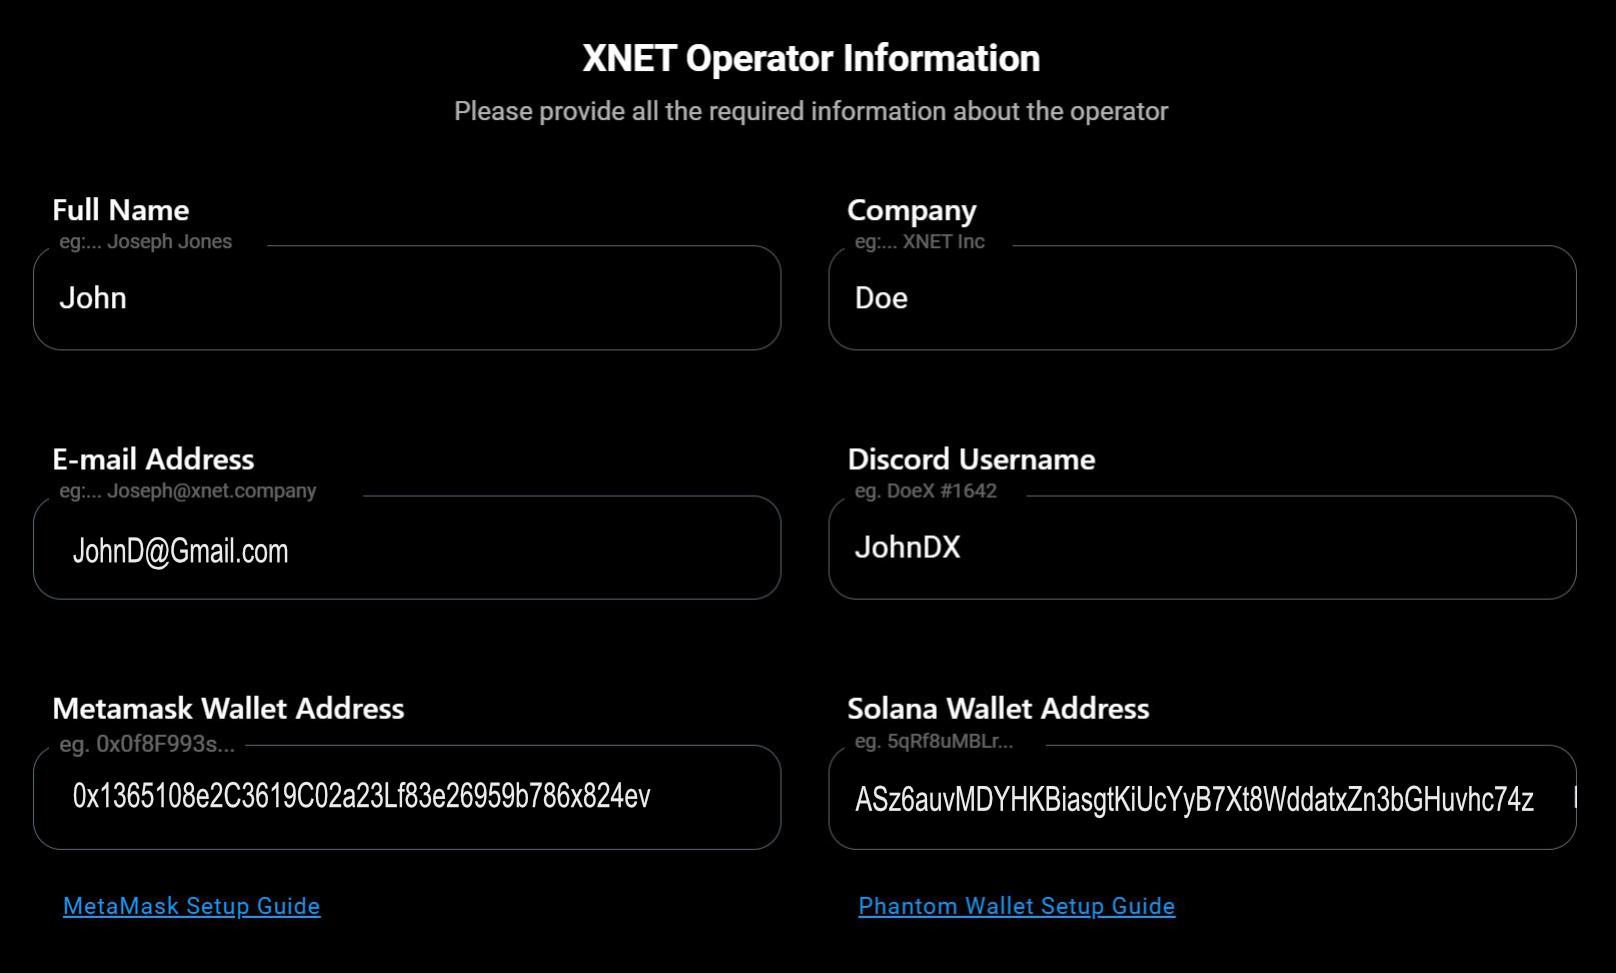 XNET Operator Information
Please provide all the required information about the operator
Full Name
eg:... Joseph Jones
John
Company
eg:... XNET Inc
Doe
E-mail Address
eg:... Joseph@xnet.company
JohnD@Gmail.com
Discord Username
eg. DoeX #1642
JohnDX
Metamask Wallet Address
eg. 0x0f8F993s...
0x1365108e2C3619C02a23Lf83e26959b786x824ev
Solana Wallet Address
eg. 5qRf8uMBLr...
ASz6auvMDYHKBiasgtKiUcYyB7Xt8WddatxZn3bGHuvhc74z
MetaMask Setup Guide
Phantom Wallet Setup Guide